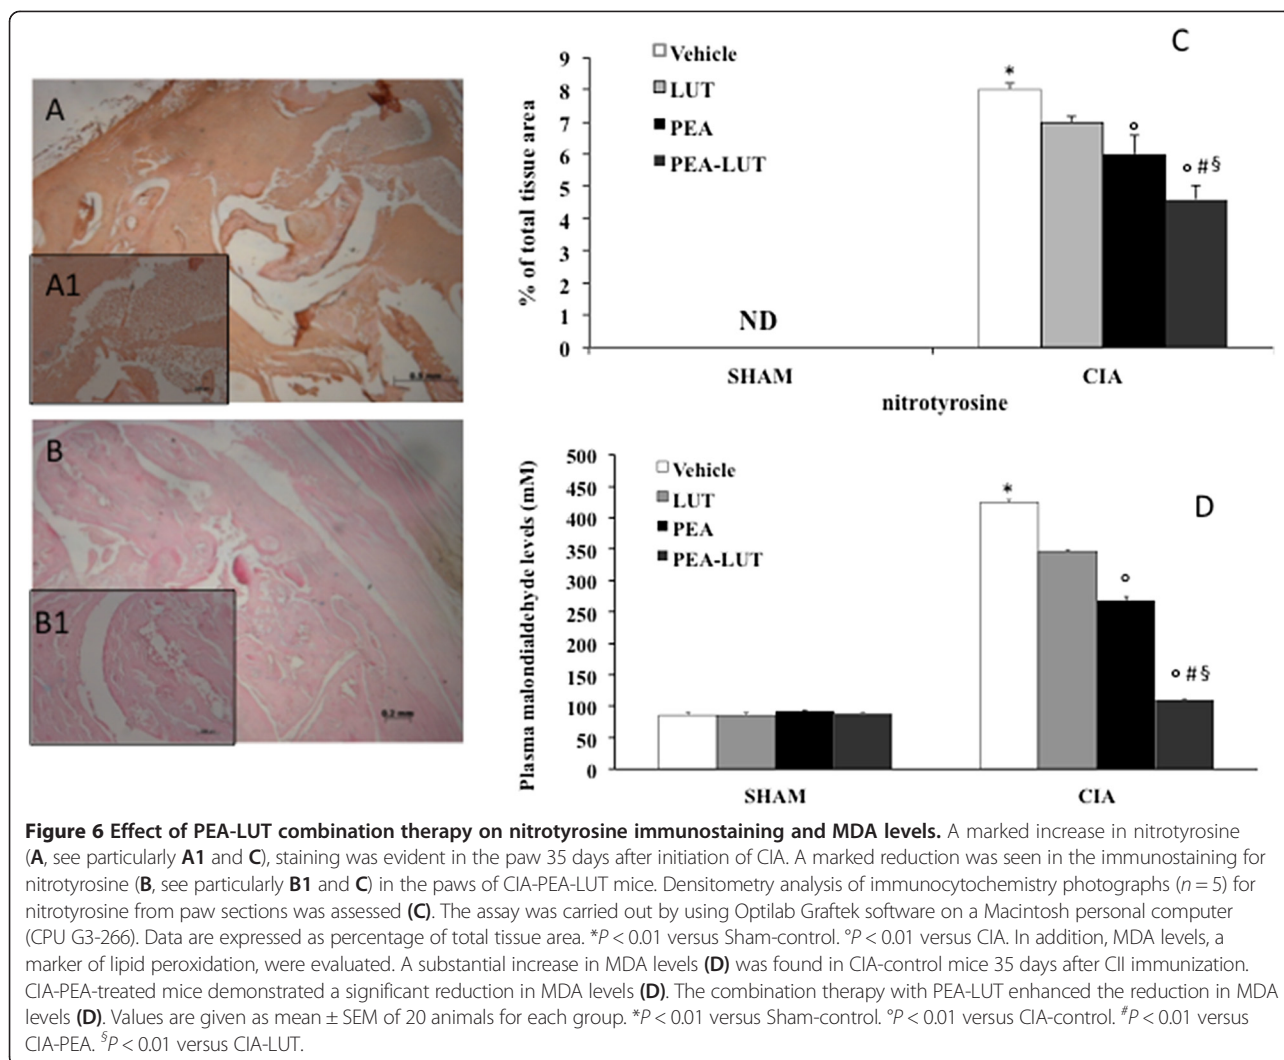 A
A1
0.5 mm
B
B1
0.2 mm
C
Vehicle
LUT
PEA
PEA-LUT
% of total tissue area
9
8
7
6
5
4
3
2
1
0
*
°
° # §
ND
SHAM
CIA
nitrotyrosine
D
Vehicle
LUT
PEA
PEA-LUT
Plasma malondialdehyde levels (mM)
500
450
400
350
300
250
200
150
100
50
0
*
°
° # §
SHAM
CIA
Figure 6 Effect of PEA-LUT combination therapy on nitrotyrosine immunostaining and MDA levels. A marked increase in nitrotyrosine
(A, see particularly A1 and C), staining was evident in the paw 35 days after initiation of CIA. A marked reduction was seen in the immunostaining for
nitrotyrosine (B, see particularly B1 and C) in the paws of CIA-PEA-LUT mice. Densitometry analysis of immunocytochemistry photographs (n = 5) for
nitrotyrosine from paw sections was assessed (C). The assay was carried out by using Optilab Graftek software on a Macintosh personal computer
(CPU G3-266). Data are expressed as percentage of total tissue area. *P < 0.01 versus Sham-control. °P < 0.01 versus CIA. In addition, MDA levels, a
marker of lipid peroxidation, were evaluated. A substantial increase in MDA levels (D) was found in CIA-control mice 35 days after CII immunization.
CIA-PEA-treated mice demonstrated a significant reduction in MDA levels (D). The combination therapy with PEA-LUT enhanced the reduction in MDA
levels (D). Values are given as mean ± SEM of 20 animals for each group. *P < 0.01 versus Sham-control. °P < 0.01 versus CIA-control. #P < 0.01 versus
CIA-PEA. §P < 0.01 versus CIA-LUT.